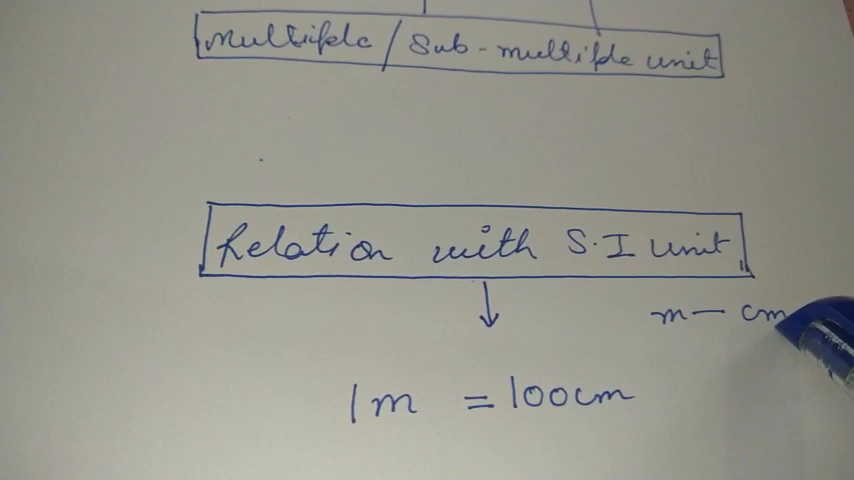 Multiple / Sub-multiple unit
Relation with S.I unit
m — cm
1m = 100cm